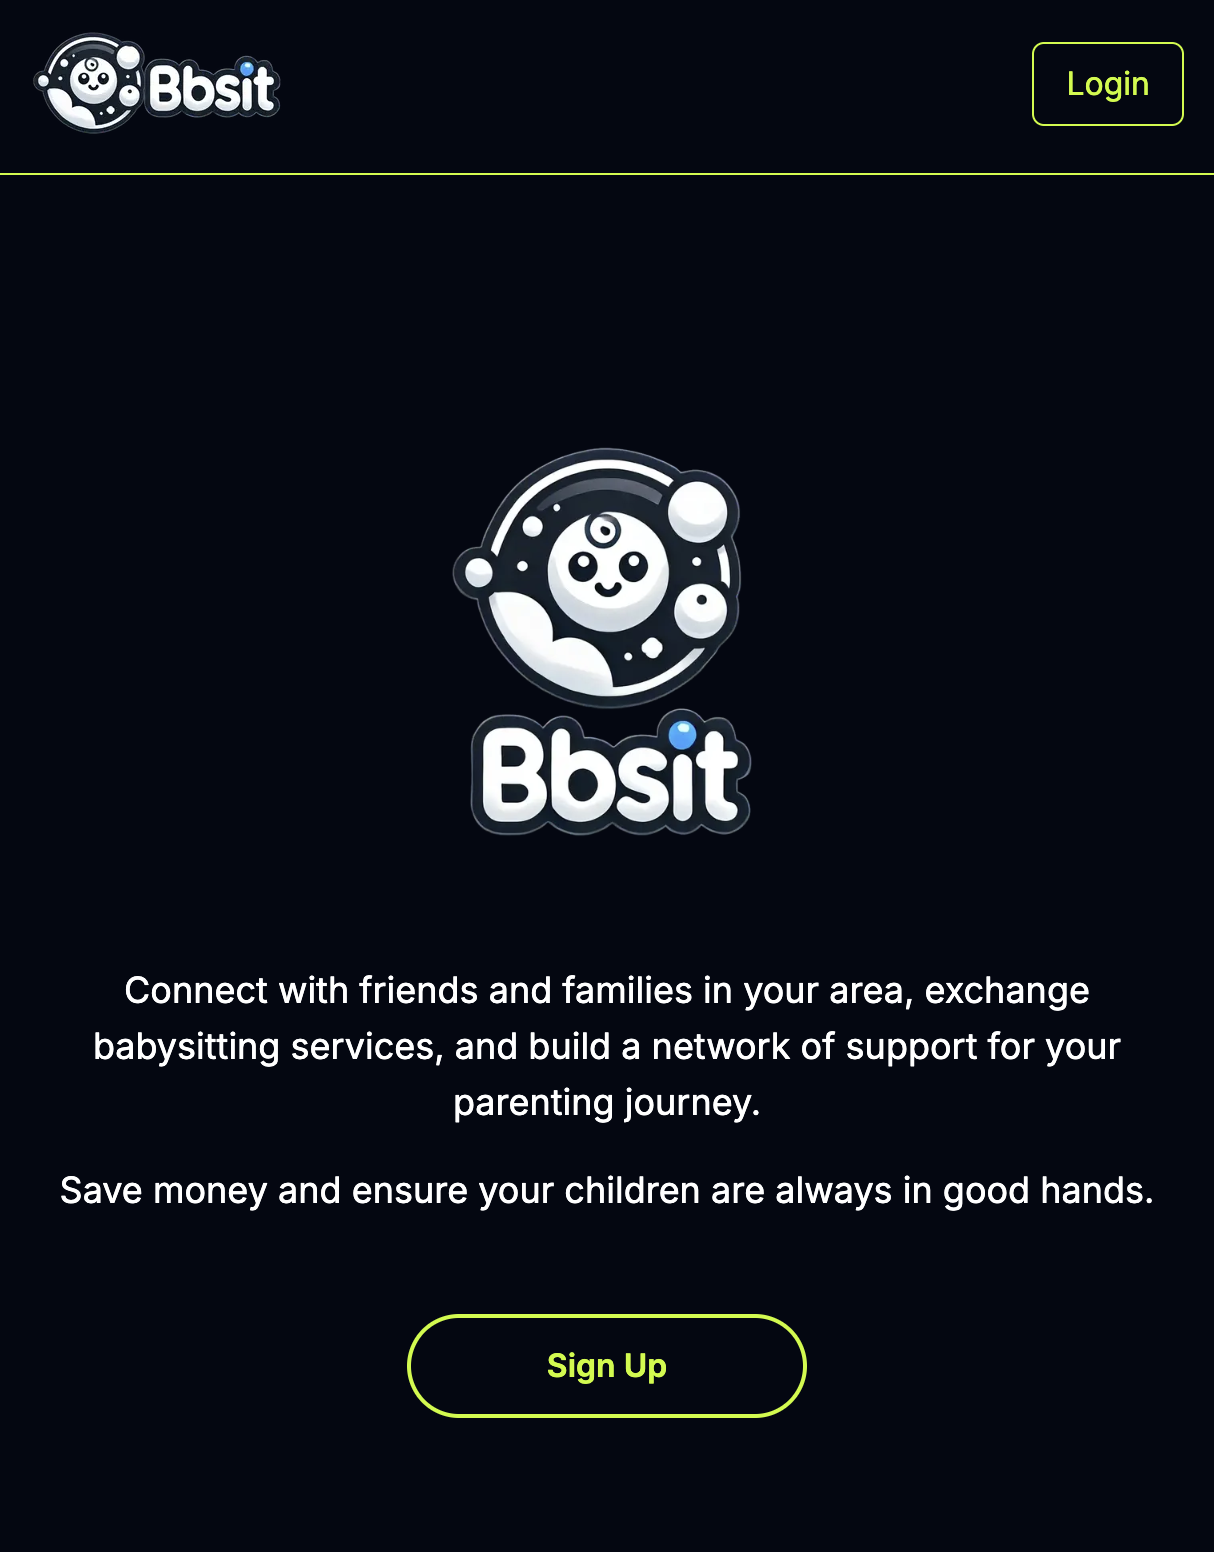 Bbsit
Login
Bbsit
Connect with friends and families in your area, exchange
babysitting services, and build a network of support for your
parenting journey.
Save money and ensure your children are always in good hands.
Sign Up